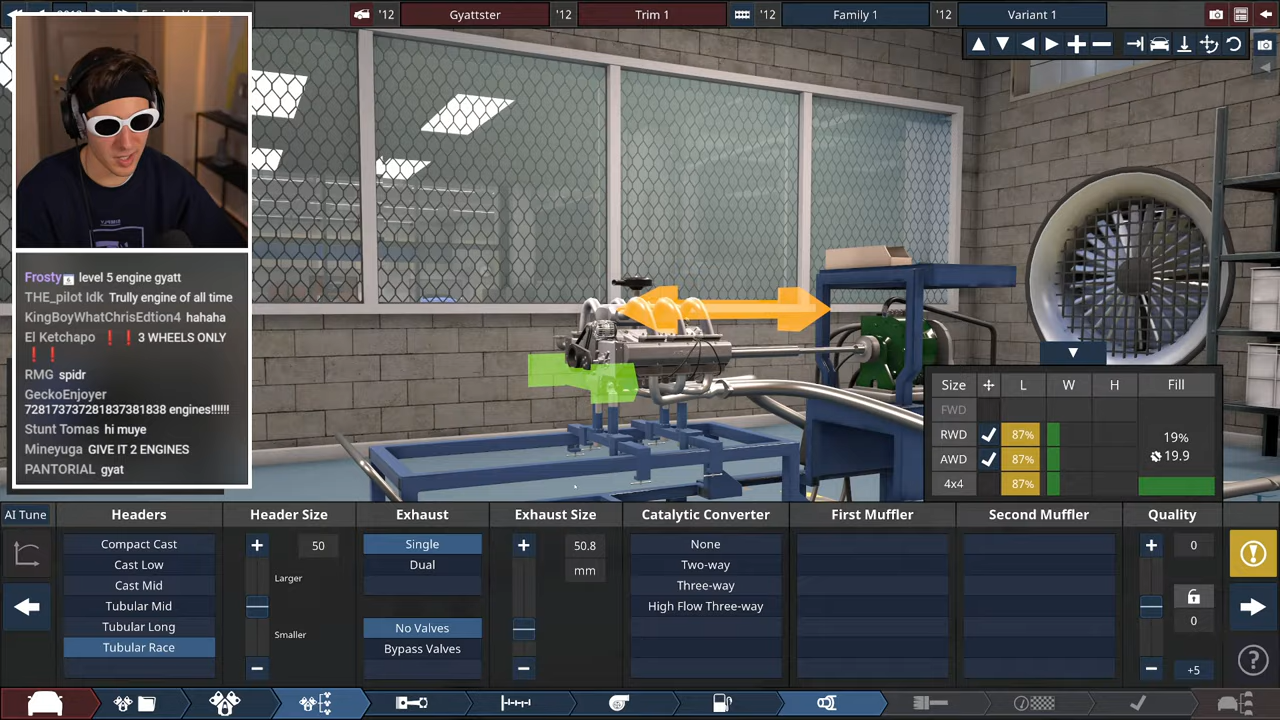 '12
Gyattster
'12
Trim 1
'12
Family 1
'12
Variant 1
Frosty level 5 engine gyatt
THE_pilot Idk Trully engine of all time
KingBoyWhatChrisEdtion4 hahaha
El Ketchapo ❗❗3 WHEELS ONLY
❗❗
RMG spidr
GeckoEnjoyer
728173737281837381838 engines!!!!!!
Stunt Tomas hi muye
Mineyuga GIVE IT 2 ENGINES
PANTORIAL gyat
Size L W H Fill
FWD
RWD 87%
AWD 87%
4x4 87%
19%
19.9
AI Tune
Headers
Compact Cast
Cast Low
Cast Mid
Tubular Mid
Tubular Long
Tubular Race
Header Size
50
Larger
Smaller
Exhaust
Single
Dual
No Valves
Bypass Valves
Exhaust Size
50.8
mm
Catalytic Converter
None
Two-way
Three-way
High Flow Three-way
First Muffler
Second Muffler
Quality
0
0
+5